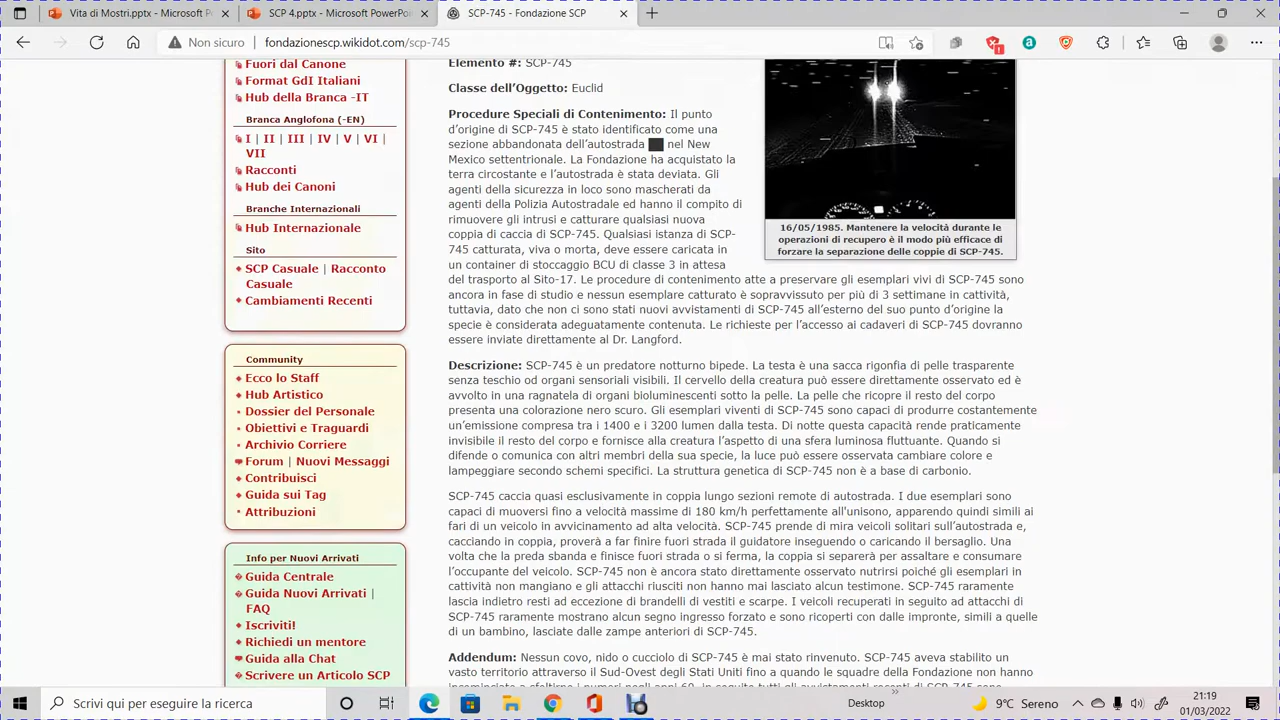 Vita di Mostri.pptx - Microsoft P
SCP 4.pptx - Microsoft PowerPoi
SCP-745 - Fondazione SCP
Non sicuro
fondazionescp.wikidot.com/scp-745
Fuori dal Canone
Format GdI Italiani
Hub della Branca -IT
Branca Anglofona (-EN)
I | II | III | IV | V | VI |
VII
Racconti
Hub dei Canoni
Branche Internazionali
Hub Internazionale
Sito
SCP Casuale | Racconto
Casuale
Cambiamenti Recenti
Community
Ecco lo Staff
Hub Artistico
Dossier del Personale
Obiettivi e Traguardi
Archivio Corriere
Forum | Nuovi Messaggi
Contribuisci
Guida sui Tag
Attribuzioni
Info per Nuovi Arrivati
Guida Centrale
Guida Nuovi Arrivati |
FAQ
Iscriviti!
Richiedi un mentore
Guida alla Chat
Scrivere un Articolo SCP
Elemento #: SCP-745
Classe dell’Oggetto: Euclid
Procedure Speciali di Contenimento: Il punto
d’origine di SCP-745 è stato identificato come una
sezione abbandonata dell’autostrada ██ nel New
Mexico settentrionale. La Fondazione ha acquistato la
terra circostante e l’autostrada è stata deviata. Gli
agenti della sicurezza in loco sono mascherati da
agenti della Polizia Autostradale ed hanno il compito di
rimuovere gli intrusi e catturare qualsiasi nuova
coppia di caccia di SCP-745. Qualsiasi istanza di SCP-
745 catturata, viva o morta, deve essere caricata in
un container di stoccaggio BCU di classe 3 in attesa
del trasporto al Sito-17. Le procedure di contenimento atte a preservare gli esemplari vivi di SCP-745 sono
ancora in fase di studio e nessun esemplare catturato è sopravvissuto per più di 3 settimane in cattività,
tuttavia, dato che non ci sono stati nuovi avvistamenti di SCP-745 all’esterno del suo punto d’origine la
specie è considerata adeguatamente contenuta. Le richieste per l’accesso ai cadaveri di SCP-745 dovranno
essere inviate direttamente al Dr. Langford.
16/05/1985. Mantenere la velocità durante le
operazioni di recupero è il modo più efficace di
forzare la separazione delle coppie di SCP-745.
Descrizione: SCP-745 è un predatore notturno bipede. La testa è una sacca rigonfia di pelle trasparente
senza teschio od organi sensoriali visibili. Il cervello della creatura può essere direttamente osservato ed è
avvolto in una ragnatela di organi bioluminescenti sotto la pelle. La pelle che ricopre il resto del corpo
presenta una colorazione nero scuro. Gli esemplari viventi di SCP-745 sono capaci di produrre costantemente
un’emissione compresa tra i 1400 e i 3200 lumen dalla testa. Di notte questa capacità rende praticamente
invisibile il resto del corpo e fornisce alla creatura l’aspetto di una sfera luminosa fluttuante. Quando si
difende o comunica con altri membri della sua specie, la luce può essere osservata cambiare colore e
lampeggiare secondo schemi specifici. La struttura genetica di SCP-745 non è a base di carbonio.
SCP-745 caccia quasi esclusivamente in coppia lungo sezioni remote di autostrada. I due esemplari sono
capaci di muoversi fino a velocità massime di 180 km/h perfettamente all'unisono, apparendo quindi simili ai
fari di un veicolo in avvicinamento ad alta velocità. SCP-745 prende di mira veicoli solitari sull’autostrada e,
cacciando in coppia, proverà a far finire fuori strada il guidatore inseguendo o caricando il bersaglio. Una
volta che la preda sbanda e finisce fuori strada o si ferma, la coppia si separerà per assaltare e consumare
l’occupante del veicolo. SCP-745 non è ancora stato direttamente osservato nutrirsi poiché gli esemplari in
cattività non mangiano e gli attacchi riusciti non hanno mai lasciato alcun testimone. SCP-745 raramente
lascia indietro resti ad eccezione di brandelli di vestiti e scarpe. I veicoli recuperati in seguito ad attacchi di
SCP-745 raramente mostrano alcun segno ingresso forzato e sono ricoperti con dalle impronte, simili a quelle
di un bambino, lasciate dalle zampe anteriori di SCP-745.
Addendum: Nessun covo, nido o cucciolo di SCP-745 è mai stato rinvenuto. SCP-745 aveva stabilito un
vasto territorio attraverso il Sud-Ovest degli Stati Uniti fino a quando le squadre della Fondazione non hanno
Scrivi qui per eseguire la ricerca
Desktop
9°C Sereno
21:19
01/03/2022